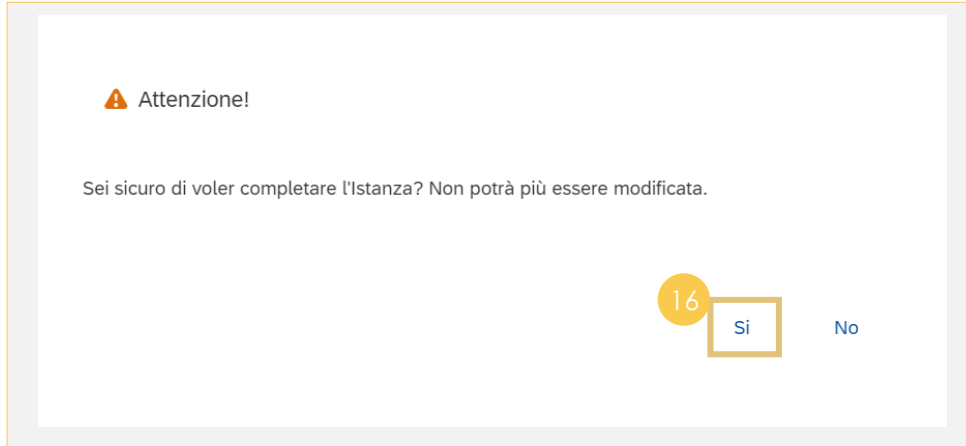 Attenzione!
Sei sicuro di voler completare l'Istanza? Non potrà più essere modificata.
16
Si
No